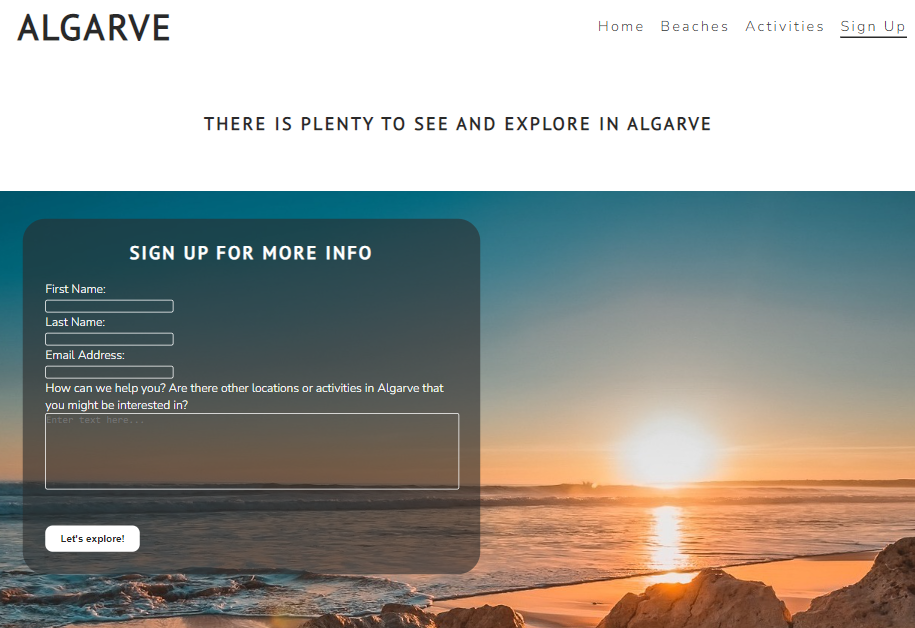 ALGARVE
Home Beaches Activities Sign Up
THERE IS PLENTY TO SEE AND EXPLORE IN ALGARVE
SIGN UP FOR MORE INFO
First Name:
Last Name:
Email Address:
How can we help you? Are there other locations or activities in Algarve that
you might be interested in?
Enter text here...
Let's explore!